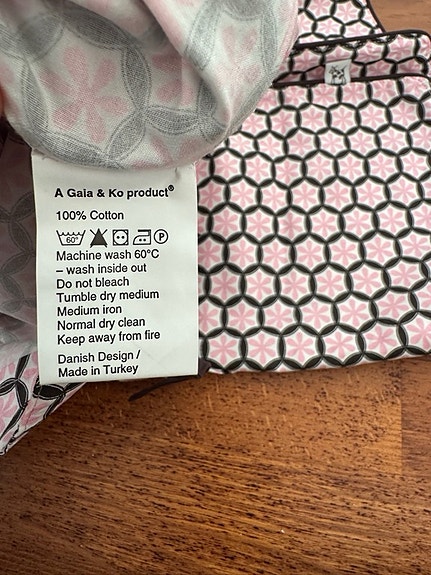 A Gaia & Ko product®
100% Cotton
60° P
Machine wash 60°C
– wash inside out
Do not bleach
Tumble dry medium
Medium iron
Normal dry clean
Keep away from fire
Danish Design /
Made in Turkey